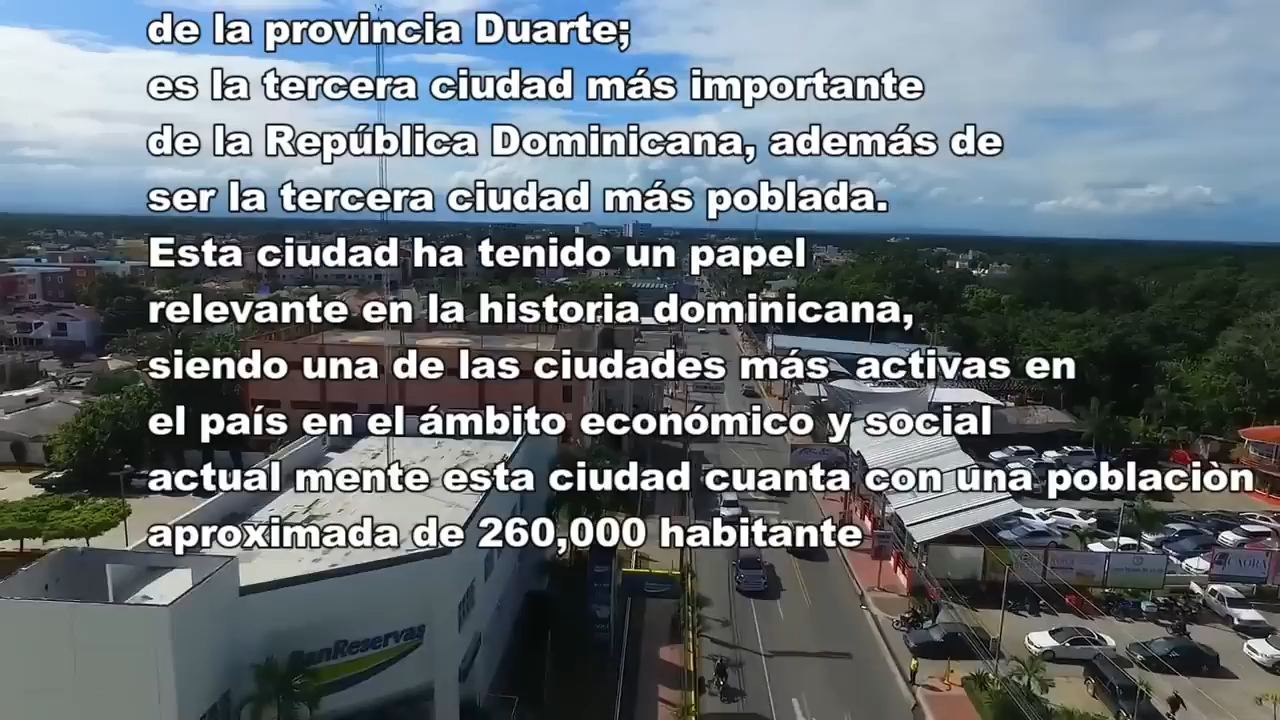 de la provincia Duarte;
es la tercera ciudad más importante
de la República Dominicana, además de
ser la tercera ciudad más poblada.
Esta ciudad ha tenido un papel
relevante en la historia dominicana,
siendo una de las ciudades más  activas en
el país en el ámbito económico y social
actual mente esta ciudad cuanta con una poblaciòn
aproximada de 260,000 habitante
BanReservas